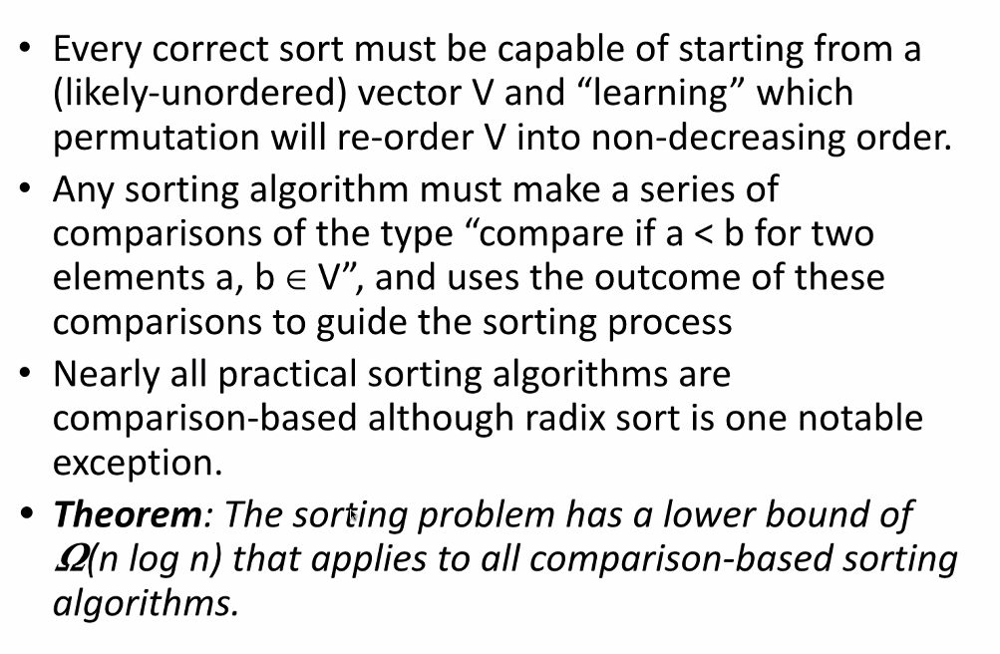 • Every correct sort must be capable of starting from a
(likely-unordered) vector V and “learning” which
permutation will re-order V into non-decreasing order.
• Any sorting algorithm must make a series of
comparisons of the type “compare if a < b for two
elements a, b ∈ V”, and uses the outcome of these
comparisons to guide the sorting process
• Nearly all practical sorting algorithms are
comparison-based although radix sort is one notable
exception.
• Theorem: The sorting problem has a lower bound of
Ω(n log n) that applies to all comparison-based sorting
algorithms.